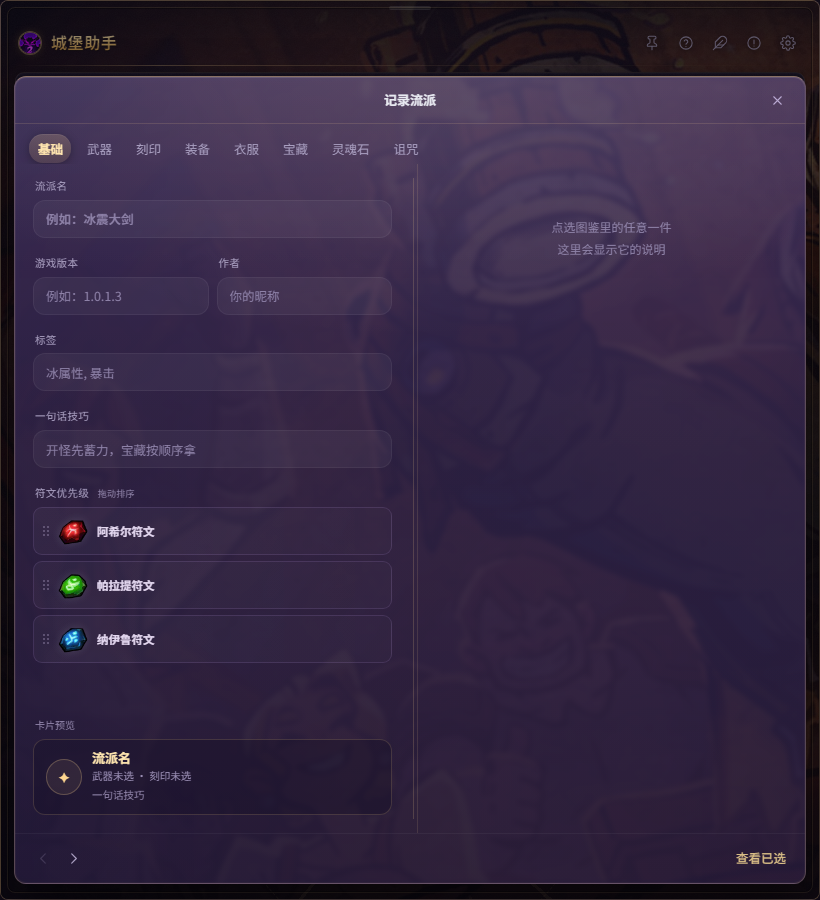 城堡助手
记录流派
基础 武器 刻印 装备 衣服 宝藏 灵魂石 诅咒
流派名
例如：冰震大剑
游戏版本 作者
例如：1.0.1.3 你的昵称
标签
冰属性, 暴击
一句话技巧
开怪先蓄力，宝藏按顺序拿
符文优先级 拖动排序
阿希尔符文
帕拉提符文
纳伊鲁符文
卡片预览
流派名
武器未选 · 刻印未选
一句话技巧
点选图鉴里的任意一件
这里会显示它的说明
查看已选